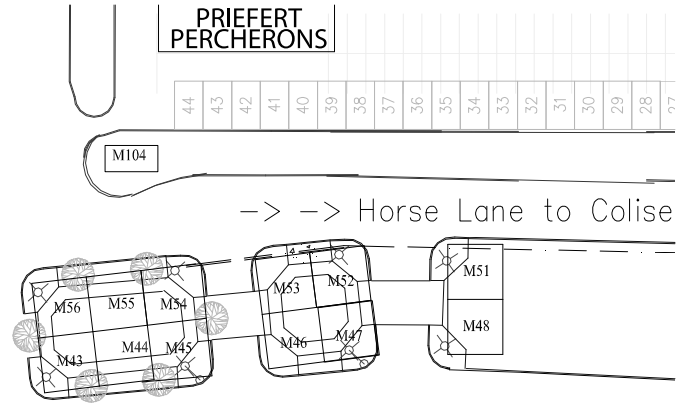 PRIEFERT
PERCHERONS
44 43 42 41 40 39 38 37 36 35 34 33 32 31 30 29 28 27
M104
-> -> Horse Lane to Colise
M56 M55 M54 M53 M52 M51
M43 M44 M45 M46 M47 M48